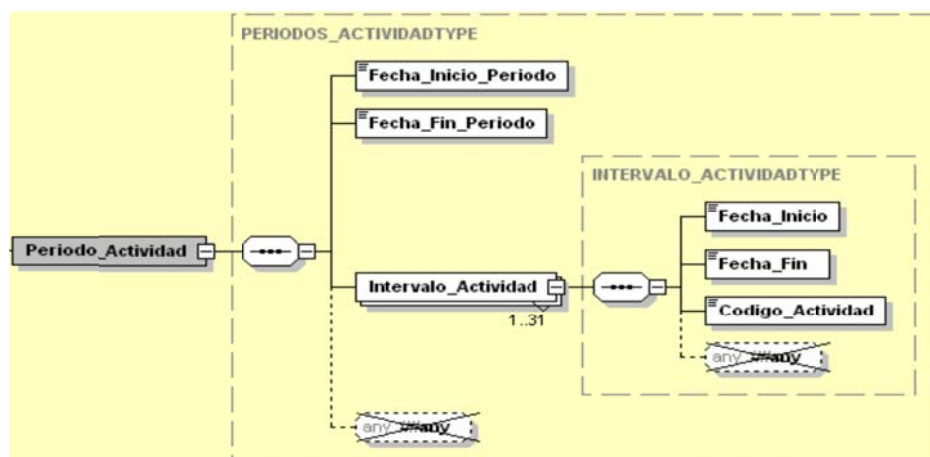 PERIODOS_ACTIVIDADTYPE
Fecha_Inicio_Periodo
Fecha_Fin_Periodo
INTERVALO_ACTIVIDADTYPE
Fecha_Inicio
Periodo_Actividad
Fecha_Fin
Intervalo_Actividad
1..31
Codigo_Actividad
any
any
any
any